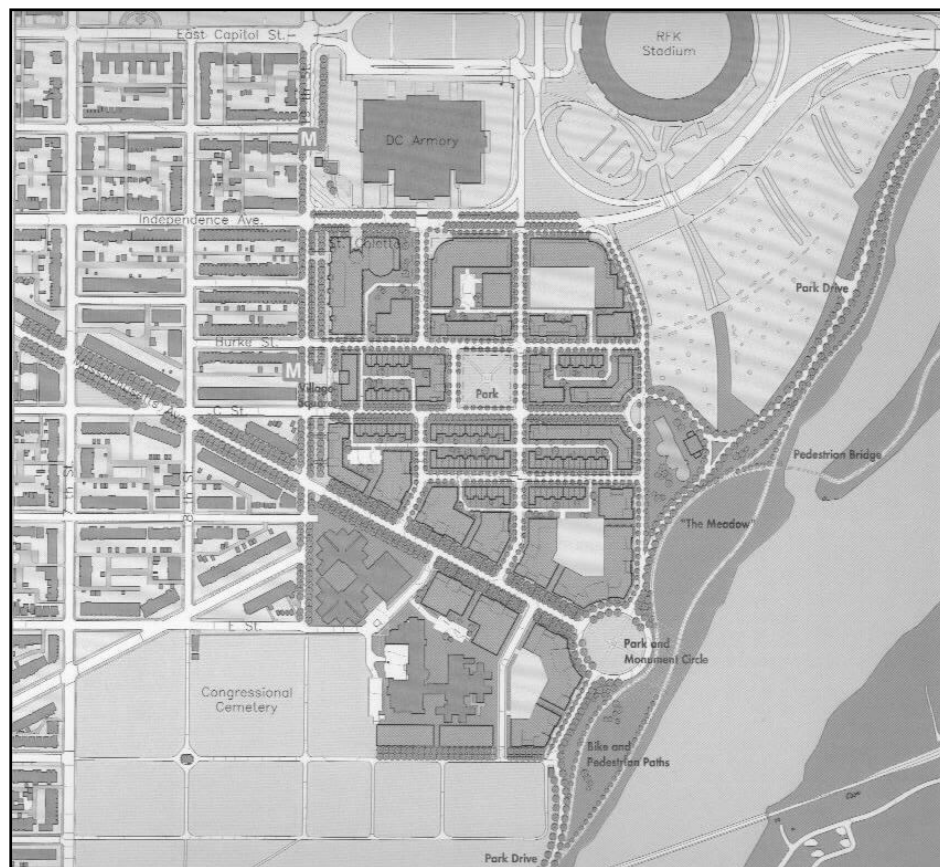 East Capitol St.
RFK
Stadium
M
DC Armory
Independence Ave.
St. Coletta
Park Drive
Burke St.
M
Village
Park
C St.
Pedestrian Bridge
"The Meadow"
E St.
Park and
Monument Circle
Congressional
Cemetery
Bike and
Pedestrian Paths
Park Drive